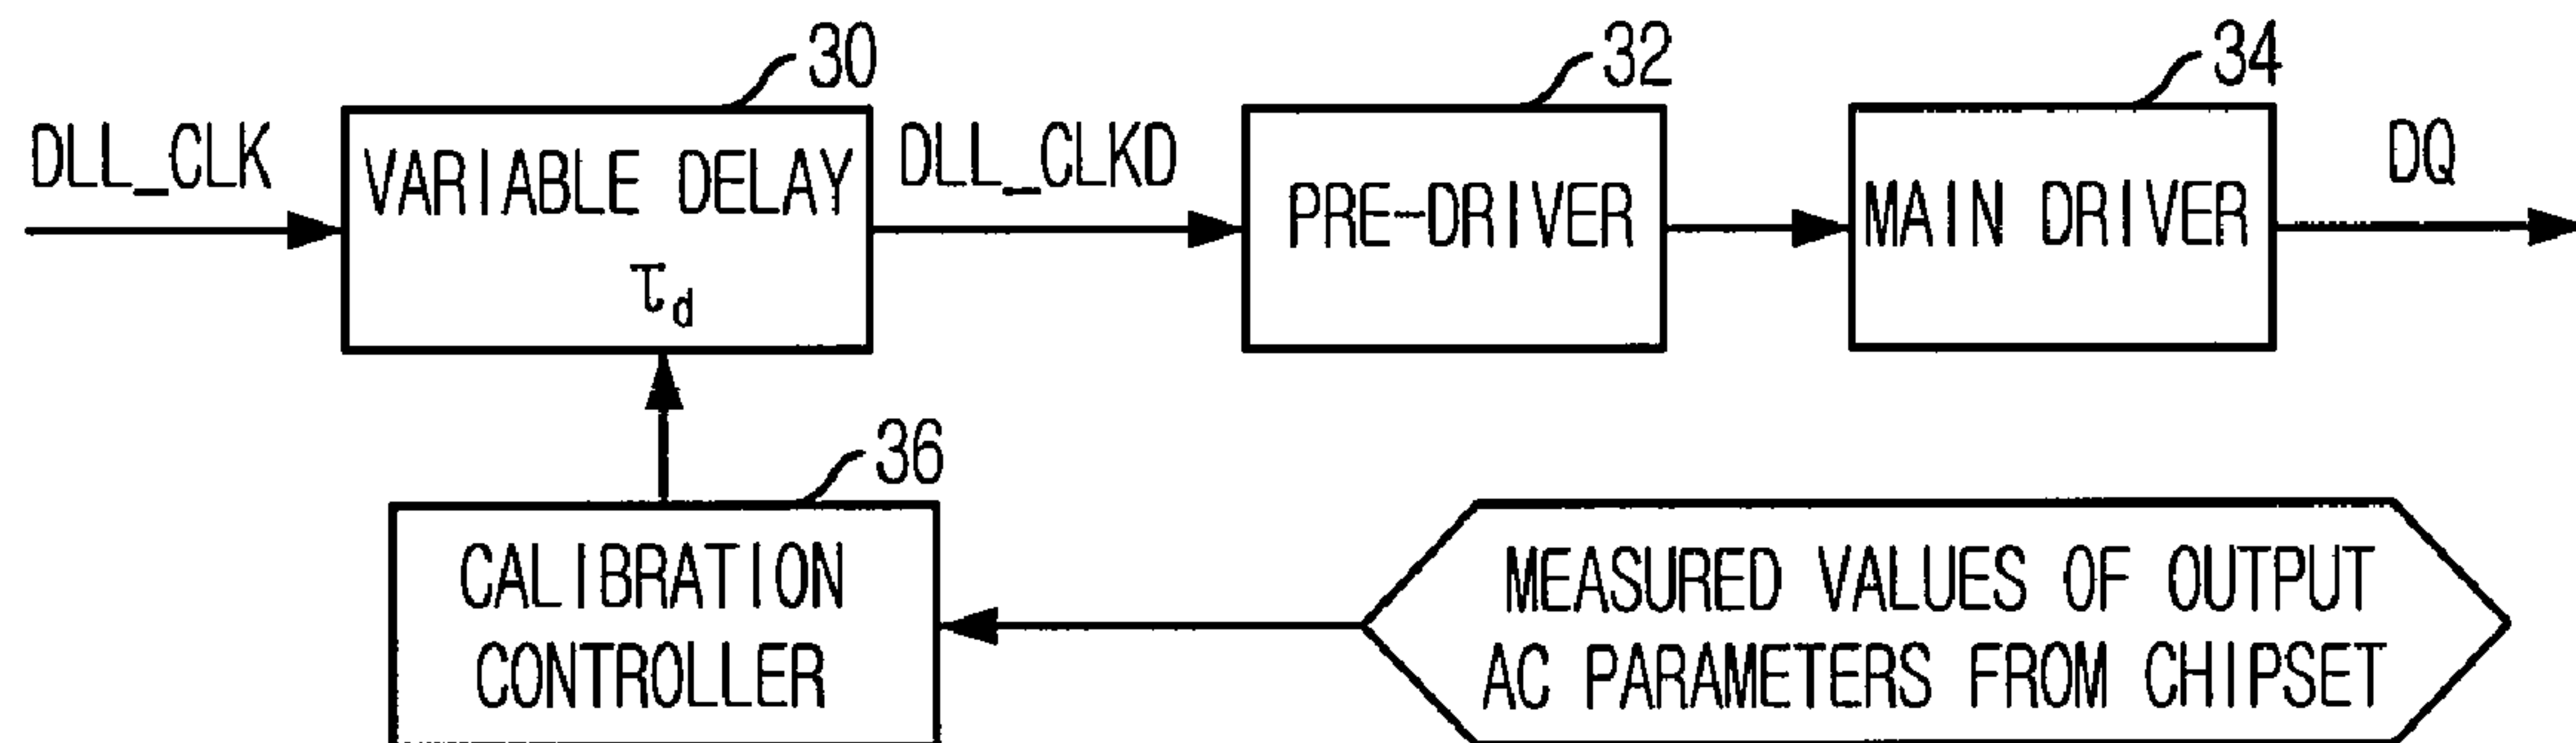 30
32
34
DLL_CLK
VARIABLE DELAY
τd
DLL_CLKD
PRE-DRIVER
MAIN DRIVER
DQ
36
CALIBRATION
CONTROLLER
MEASURED VALUES OF OUTPUT
AC PARAMETERS FROM CHIPSET